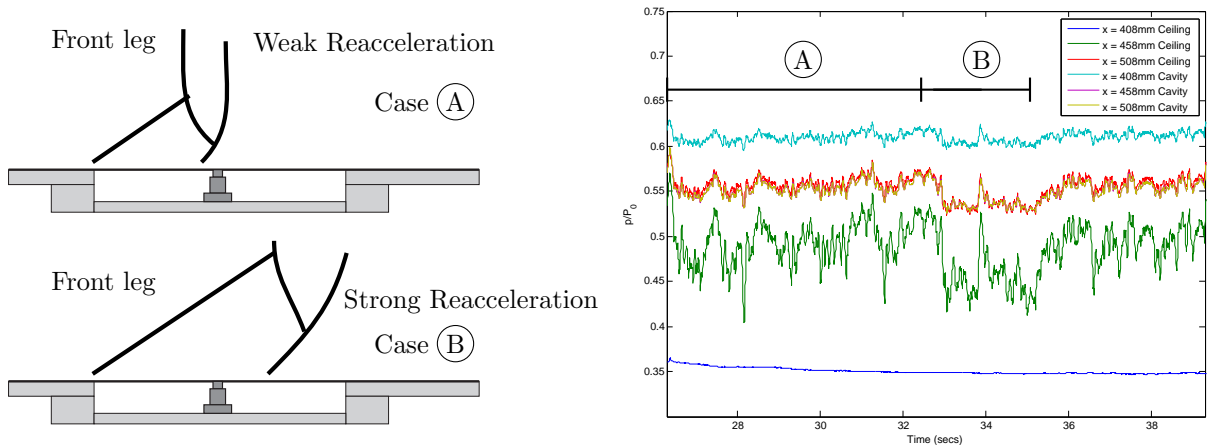 Front leg
Weak Reacceleration
Case A
Front leg
Strong Reacceleration
Case B
0.75
0.7
0.65
0.6
0.55
0.5
0.45
0.4
0.35
p/P0
A
B
x = 408mm Ceiling
x = 458mm Ceiling
x = 508mm Ceiling
x = 408mm Cavity
x = 458mm Cavity
x = 508mm Cavity
28 30 32 34 36 38
Time (secs)